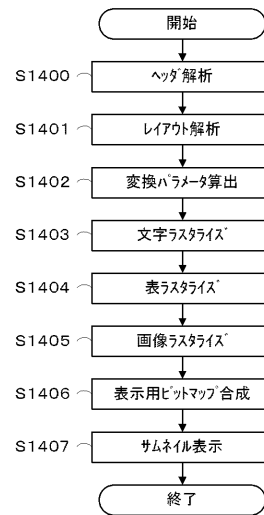 開始
S1400 ヘッダ解析
S1401 レイアウト解析
S1402 変換パラメータ算出
S1403 文字ラスタライズ
S1404 表ラスタライズ
S1405 画像ラスタライズ
S1406 表示用ビットマップ合成
S1407 サムネイル表示
終了